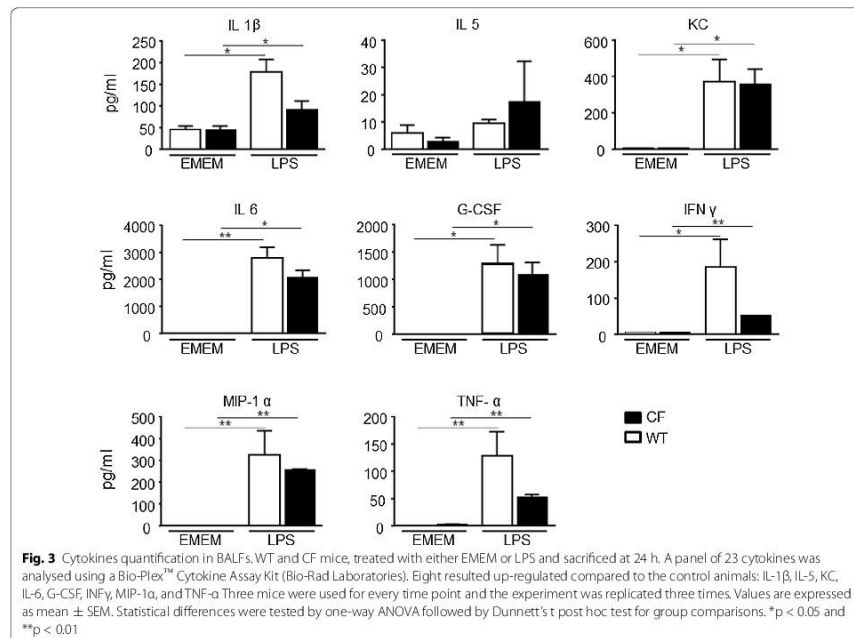 IL 1β
IL 5
KC
pg/ml
250
200
150
100
50
0
* *
EMEM LPS
40
30
20
10
0
EMEM LPS
600
400
200
0
* *
EMEM LPS
IL 6
G-CSF
IFN γ
pg/ml
4000
3000
2000
1000
0
** *
EMEM LPS
2000
1500
1000
500
0
* *
EMEM LPS
300
200
100
0
* **
EMEM LPS
MIP-1 α
TNF- α
pg/ml
500
400
300
200
100
0
** **
EMEM LPS
200
150
100
50
0
** **
EMEM LPS
CF
WT
Fig. 3 Cytokines quantification in BALFs. WT and CF mice, treated with either EMEM or LPS and sacrificed at 24 h. A panel of 23 cytokines was
analysed using a Bio-Plex™ Cytokine Assay Kit (Bio-Rad Laboratories). Eight resulted up-regulated compared to the control animals: IL-1β, IL-5, KC,
IL-6, G-CSF, INFγ, MIP-1α, and TNF-α Three mice were used for every time point and the experiment was replicated three times. Values are expressed
as mean ± SEM. Statistical differences were tested by one-way ANOVA followed by Dunnett's t post hoc test for group comparisons. *p < 0.05 and
**p < 0.01